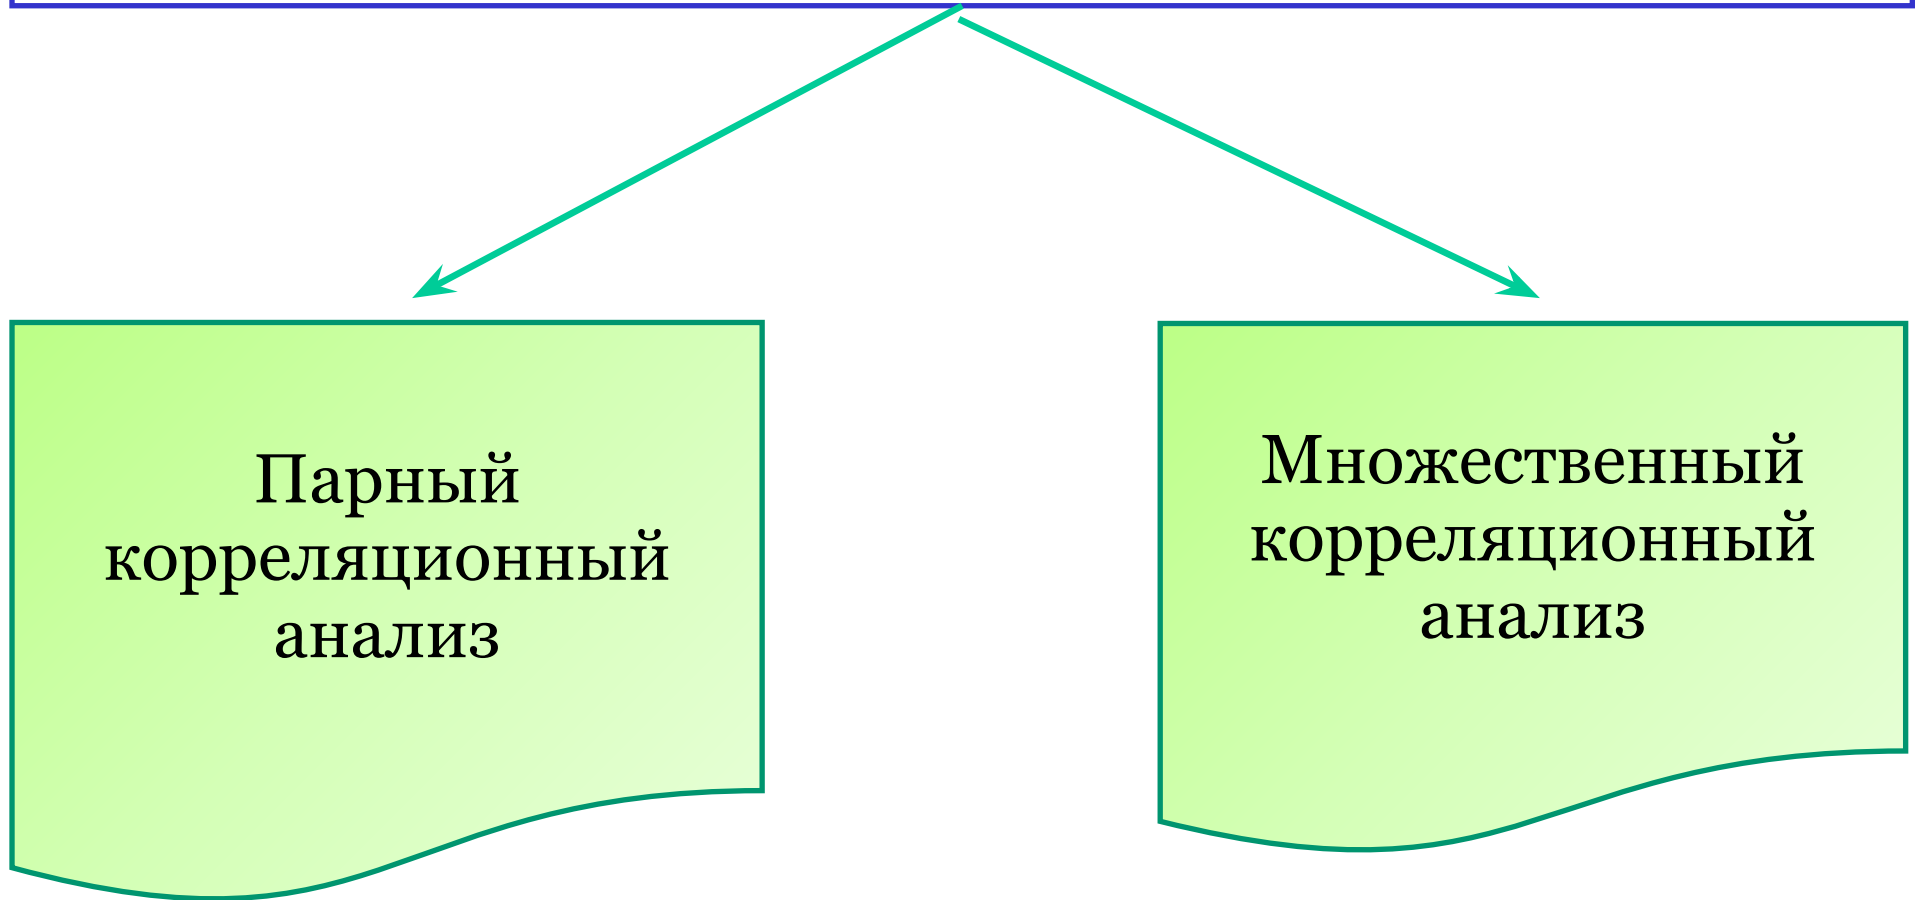 Парный
корреляционный
анализ
Множественный
корреляционный
анализ